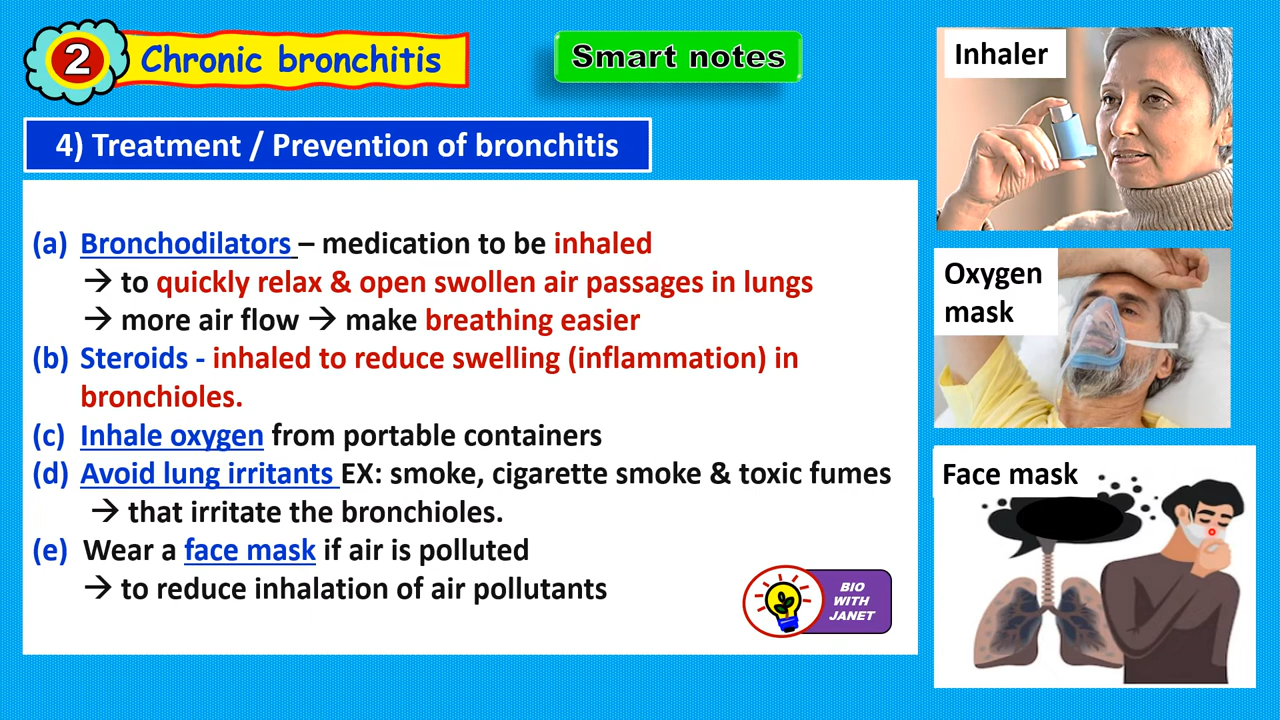 2 Chronic bronchitis
Smart notes
4) Treatment / Prevention of bronchitis
(a) Bronchodilators – medication to be inhaled
→ to quickly relax & open swollen air passages in lungs
→ more air flow → make breathing easier
(b) Steroids - inhaled to reduce swelling (inflammation) in
bronchioles.
(c) Inhale oxygen from portable containers
(d) Avoid lung irritants EX: smoke, cigarette smoke & toxic fumes
→ that irritate the bronchioles.
(e) Wear a face mask if air is polluted
→ to reduce inhalation of air pollutants
BIO
WITH
JANET
Inhaler
Oxygen
mask
Face mask